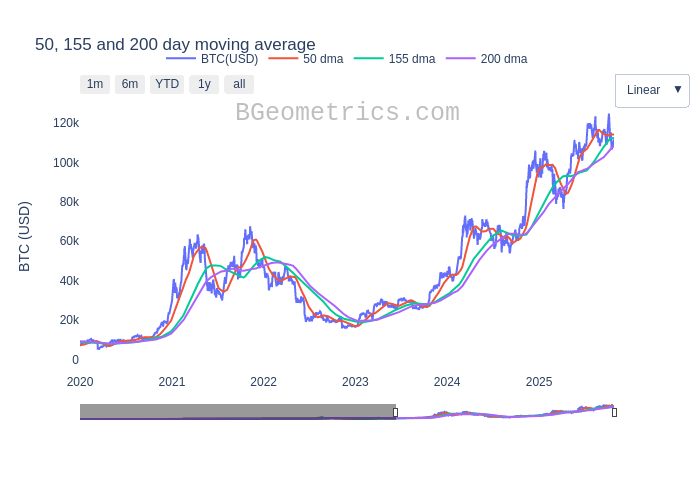 50, 155 and 200 day moving average
BTC(USD) 50 dma 155 dma 200 dma
1m 6m YTD 1y all
Linear ▼
BGeometrics.com
120k
100k
80k
60k
40k
20k
0
BTC (USD)
2020 2021 2022 2023 2024 2025